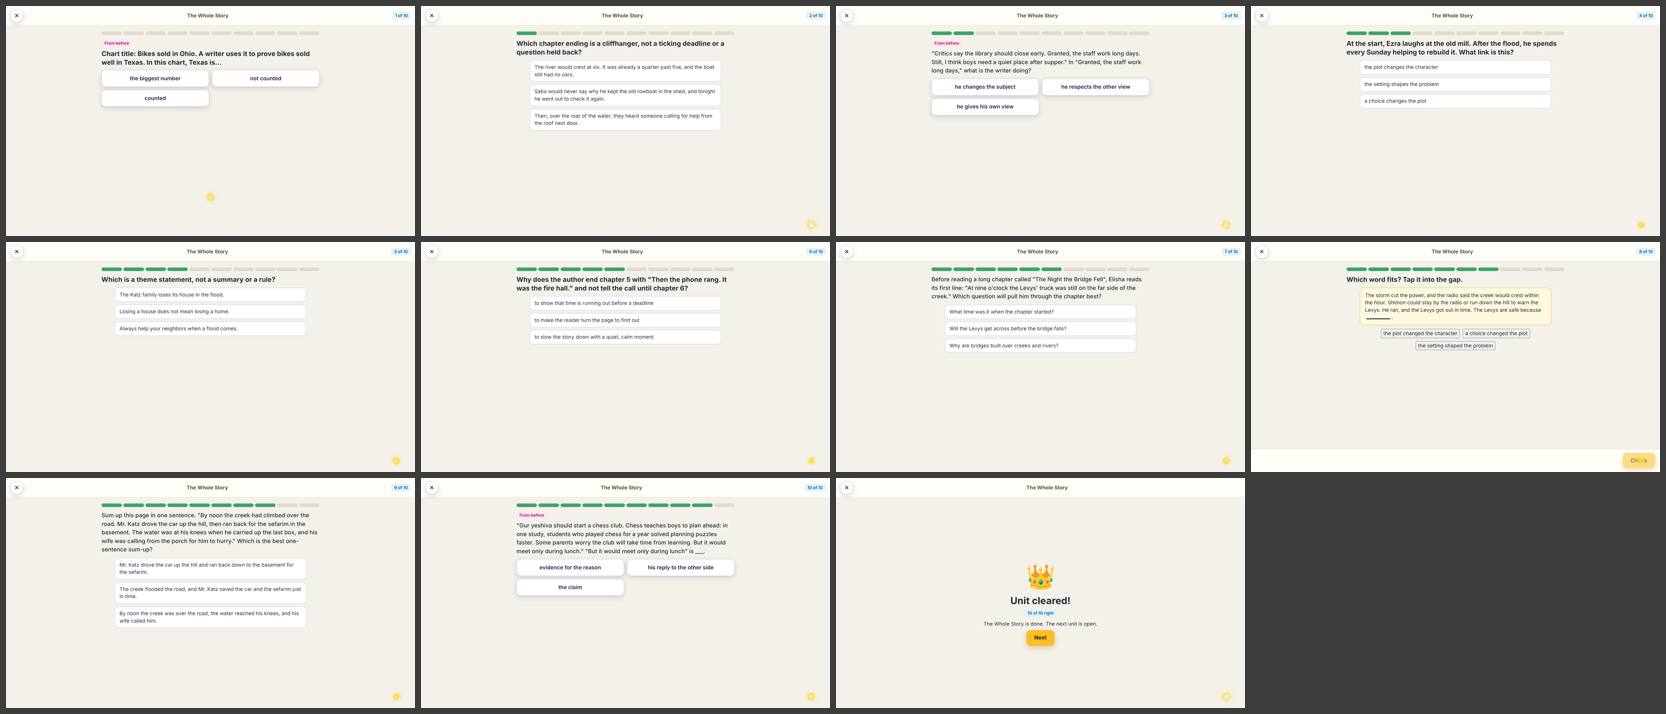 ✕
The Whole Story
1 of 10
From before
Chart title: Bikes sold in Ohio. A writer uses it to prove bikes sold
well in Texas. In this chart, Texas is...
the biggest number
not counted
counted
✕
The Whole Story
2 of 10
Which chapter ending is a cliffhanger, not a ticking deadline or a
question held back?
The river would crest at six. It was already a quarter past five, and the boat
still had no oars.
Saba would never say why he kept the old rowboat in the shed, and tonight
he went out to check it again.
Then, over the roar of the water, they heard someone calling for help from
the roof next door.
✕
The Whole Story
3 of 10
From before
"Critics say the library should close early. Granted, the staff work long days.
Still, I think boys need a quiet place after supper." In "Granted, the staff work
long days," what is the writer doing?
he changes the subject
he respects the other view
he gives his own view
✕
The Whole Story
4 of 10
At the start, Ezra laughs at the old mill. After the flood, he spends
every Sunday helping to rebuild it. What link is this?
the plot changes the character
the setting shapes the problem
a choice changes the plot
✕
The Whole Story
5 of 10
Which is a theme statement, not a summary or a rule?
The Katz family loses its house in the flood.
Losing a house does not mean losing a home.
Always help your neighbors when a flood comes.
✕
The Whole Story
6 of 10
Why does the author end chapter 5 with "Then the phone rang. It
was the fire hall." and not tell the call until chapter 6?
to show that time is running out before a deadline
to make the reader turn the page to find out
to slow the story down with a quiet, calm moment
✕
The Whole Story
7 of 10
Before reading a long chapter called "The Night the Bridge Fell", Elisha reads
its first line: "At nine o'clock the Levys' truck was still on the far side of the
creek." Which question will pull him through the chapter best?
What time was it when the chapter started?
Will the Levys get across before the bridge falls?
Why are bridges built over creeks and rivers?
✕
The Whole Story
8 of 10
Which word fits? Tap it into the gap.
The storm cut the power, and the radio said the creek would crest within
the hour. Shimon could stay by the radio or run down the hill to warn the
Levys. He ran, and the Levys got out in time. The Levys are safe because
.
the plot changed the character
a choice changed the plot
the setting shaped the problem
Check
✕
The Whole Story
9 of 10
Sum up this page in one sentence. "By noon the creek had climbed over the
road. Mr. Katz drove the car up the hill, then ran back for the sefarim in the
basement. The water was at his knees when he carried up the last box, and his
wife was calling from the porch for him to hurry." Which is the best one-
sentence sum-up?
Mr. Katz drove the car up the hill and ran back down to the basement for
the sefarim.
The creek flooded the road, and Mr. Katz saved the car and the sefarim just
in time.
By noon the creek was over the road, the water reached his knees, and his
wife called him.
✕
The Whole Story
10 of 10
From before
"Our yeshiva should start a chess club. Chess teaches boys to plan ahead: in
one study, students who played chess for a year solved planning puzzles
faster. Some parents worry the club will take time from learning. But it would
meet only during lunch." "But it would meet only during lunch" is ___.
evidence for the reason
his reply to the other side
the claim
✕
The Whole Story
Unit cleared!
10 of 10 right
The Whole Story is done. The next unit is open.
Next